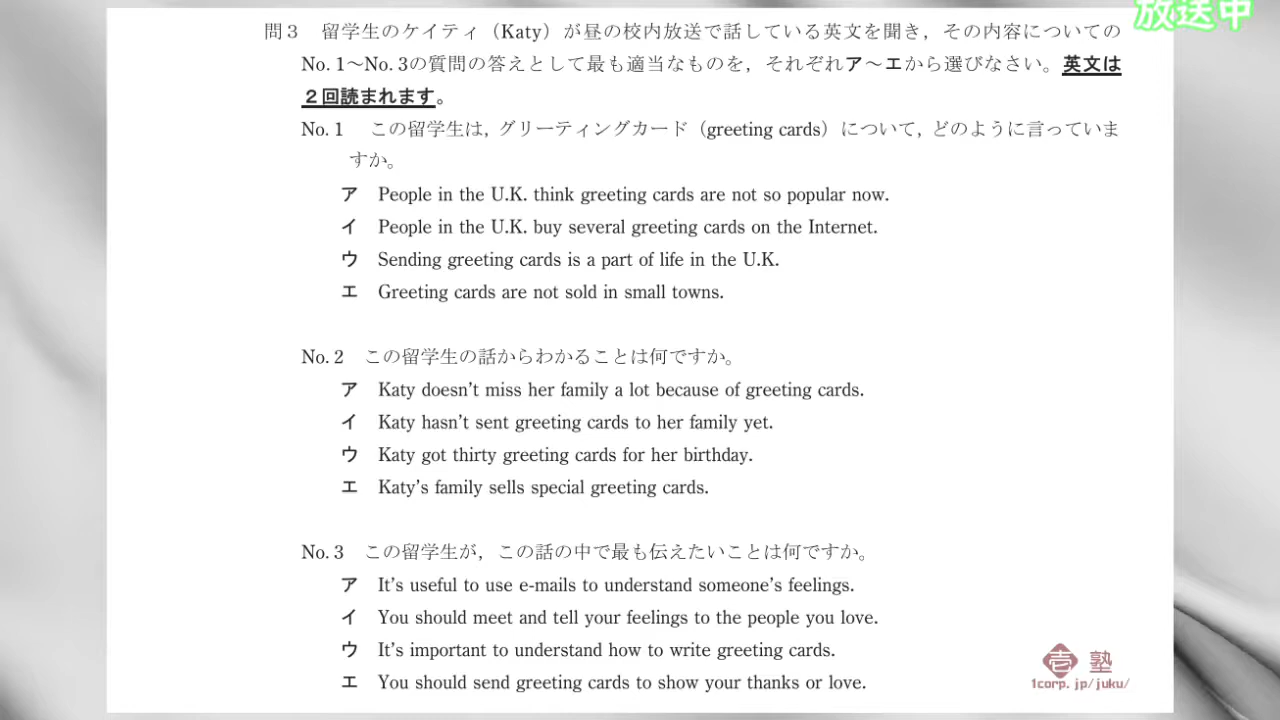 放送中
問3 留学生のケイティ(Katy)が昼の校内放送で話している英文を聞き,その内容についての
No. 1～No. 3の質問の答えとして最も適当なものを,それぞれア～エから選びなさい。英文は
2回読まれます。
No. 1 この留学生は,グリーティングカード(greeting cards)について,どのように言っていま
すか。
ア People in the U.K. think greeting cards are not so popular now.
イ People in the U.K. buy several greeting cards on the Internet.
ウ Sending greeting cards is a part of life in the U.K.
エ Greeting cards are not sold in small towns.
No. 2 この留学生の話からわかることは何ですか。
ア Katy doesn't miss her family a lot because of greeting cards.
イ Katy hasn't sent greeting cards to her family yet.
ウ Katy got thirty greeting cards for her birthday.
エ Katy's family sells special greeting cards.
No. 3 この留学生が,この話の中で最も伝えたいことは何ですか。
ア It's useful to use e-mails to understand someone's feelings.
イ You should meet and tell your feelings to the people you love.
ウ It's important to understand how to write greeting cards.
エ You should send greeting cards to show your thanks or love.
壱 塾
1corp. jp/juku/